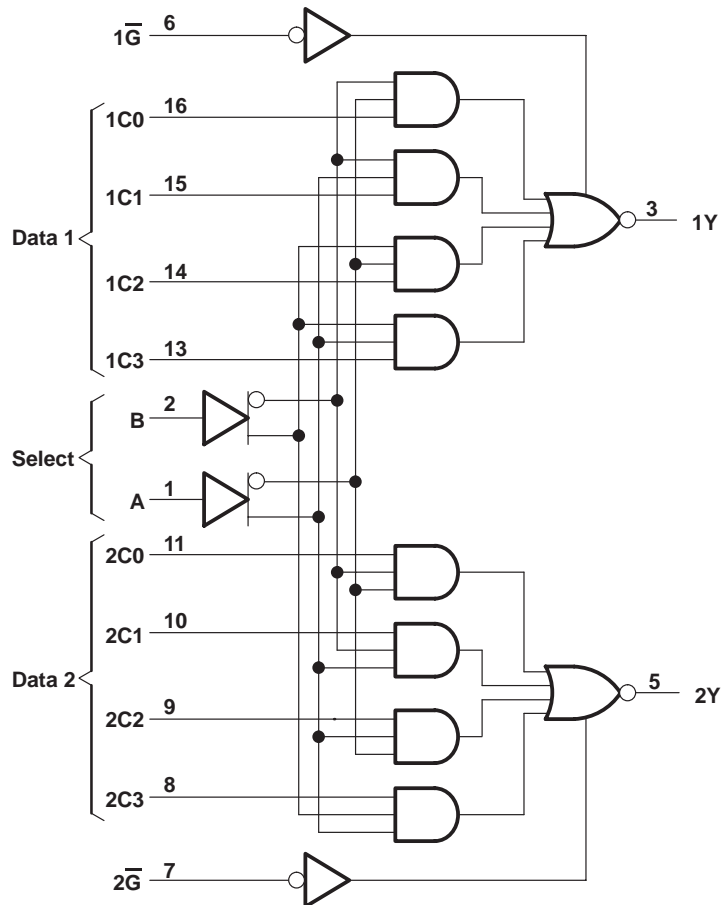 1G̅ 6
1C0 16
1C1 15
Data 1
1C2 14
1C3 13
3 1Y
B 2
Select
A 1
2C0 11
2C1 10
Data 2
2C2 9
2C3 8
5 2Y
2G̅ 7